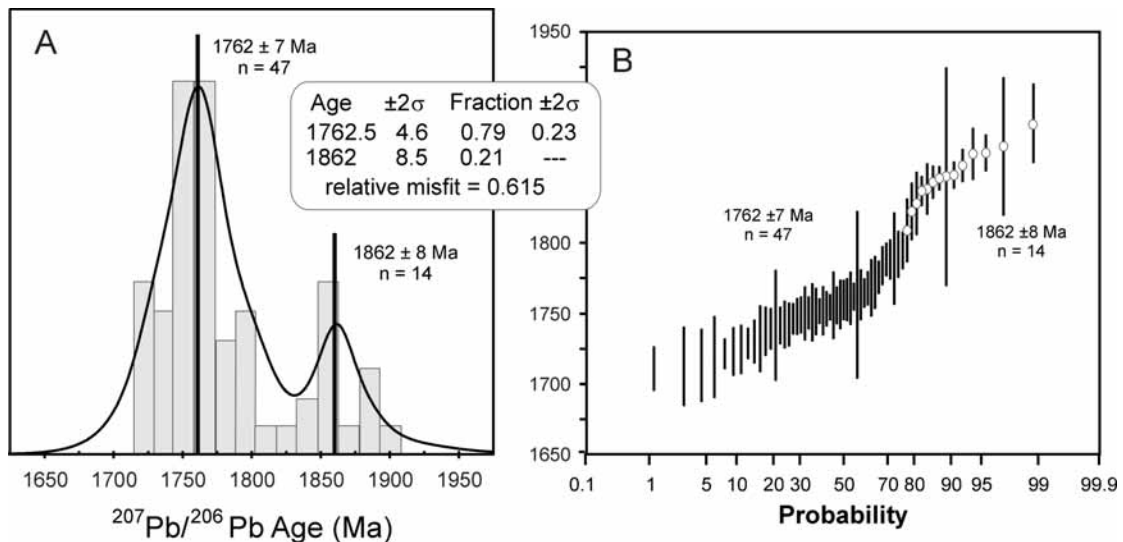 A
1762 ± 7 Ma
n = 47
Age ±2σ Fraction ±2σ
1762.5 4.6 0.79 0.23
1862 8.5 0.21 ---
relative misfit = 0.615
1862 ± 8 Ma
n = 14
1650 1700 1750 1800 1850 1900 1950
207Pb/206 Pb Age (Ma)
B
1950
1800
1750
1700
1650
1762 ±7 Ma
n = 47
1862 ±8 Ma
n = 14
0.1 1 5 10 20 30 50 70 80 90 95 99 99.9
Probability